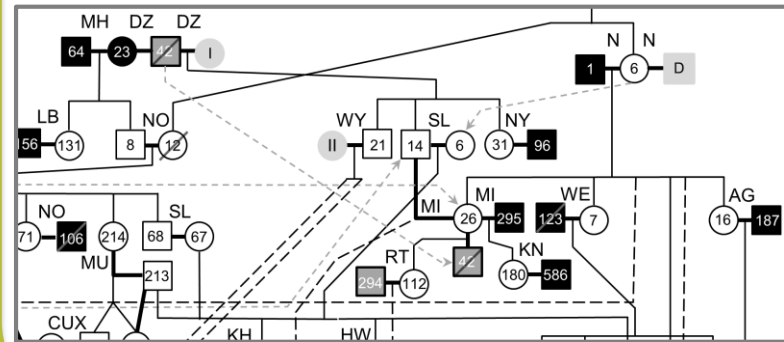 MH DZ DZ
64 23 42 I
N N
1 6 D
LB NO
156 131 8 12
WY SL NY
II 21 14 6 31 96
MI MI WE AG
26 295 123 7 16 187
NO SL
71 106 214 68 67
MU 213
RT 42 KN
294 112 180 586
CUX KH HW